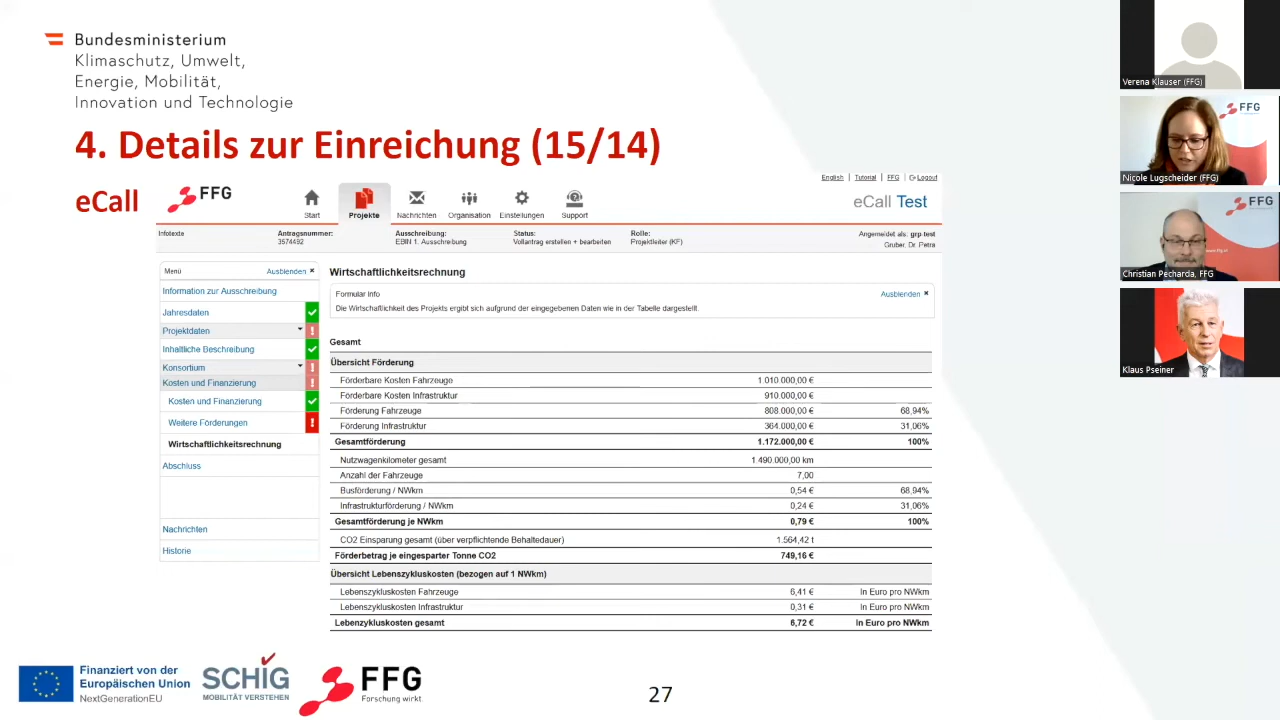 Bundesministerium
Klimaschutz, Umwelt,
Energie, Mobilität,
Innovation und Technologie
4. Details zur Einreichung (15/14)
eCall
FFG
English Tutorial FFG Logout
Start
Projekte
Nachrichten
Organisation
Einstellungen
Support
eCall Test
Infotexte
Antragsnummer:
3574492
Ausschreibung:
EBIN 1. Ausschreibung
Status:
Vollantrag erstellen + bearbeiten
Rolle:
Projektleiter (KF)
Angemeldet als: grp-test
Gruber, Dr. Petra
Menü Ausblenden
Information zur Ausschreibung
Jahresdaten
Projektdaten
Inhaltliche Beschreibung
Konsortium
Kosten und Finanzierung
Kosten und Finanzierung
Weitere Förderungen
Wirtschaftlichkeitsrechnung
Abschluss
Nachrichten
Historie
Wirtschaftlichkeitsrechnung
Formular Info Ausblenden
Die Wirtschaftlichkeit des Projekts ergibt sich aufgrund der eingegebenen Daten wie in der Tabelle dargestellt.
Gesamt
Übersicht Förderung
Förderbare Kosten Fahrzeuge 1.010.000,00 €
Förderbare Kosten Infrastruktur 910.000,00 €
Förderung Fahrzeuge 808.000,00 € 68,94%
Förderung Infrastruktur 364.000,00 € 31,06%
Gesamtförderung 1.172.000,00 € 100%
Nutzwagenkilometer gesamt 1.490.000,00 km
Anzahl der Fahrzeuge 7,00
Busförderung / NWkm 0,54 € 68,94%
Infrastrukturförderung / NWkm 0,24 € 31,06%
Gesamtförderung je NWkm 0,79 € 100%
CO2 Einsparung gesamt (über verpflichtende Behaltedauer) 1.564,42 t
Förderbetrag je eingesparter Tonne CO2 749,16 €
Übersicht Lebenszykluskosten (bezogen auf 1 NWkm)
Lebenszykluskosten Fahrzeuge 6,41 € In Euro pro NWkm
Lebenszykluskosten Infrastruktur 0,31 € In Euro pro NWkm
Lebenzykluskosten gesamt 6,72 € In Euro pro NWkm
Finanziert von der
Europäischen Union
NextGenerationEU
SCHIG
MOBILITÄT VERSTEHEN
FFG
Forschung wirkt
27
Verena Klauser (FFG)
FFG
Nicole Lugscheider (FFG)
FFG
Christian Pecharda, FFG
Klaus Pseiner